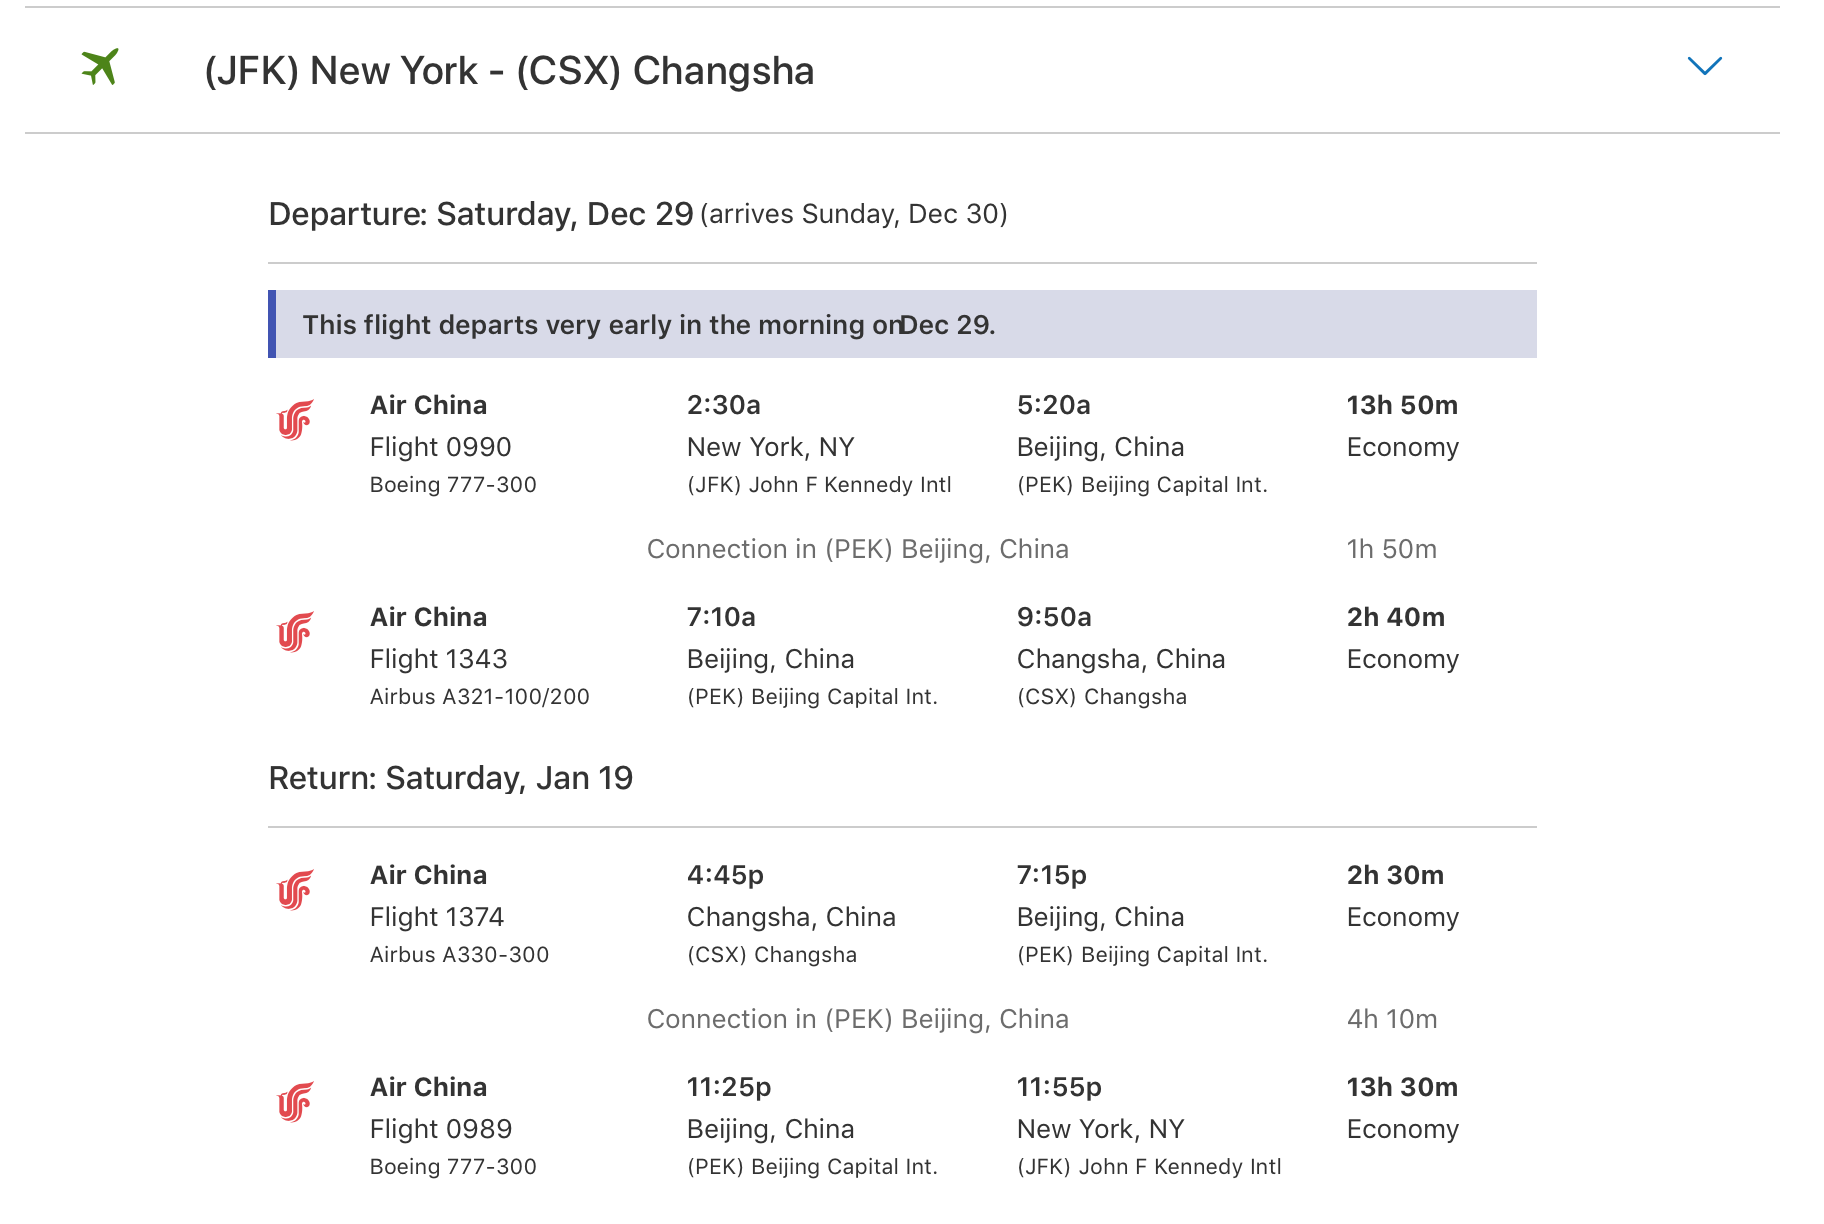 (JFK) New York - (CSX) Changsha
Departure: Saturday, Dec 29 (arrives Sunday, Dec 30)
This flight departs very early in the morning onDec 29.
Air China 2:30a 5:20a 13h 50m
Flight 0990 New York, NY Beijing, China Economy
Boeing 777-300 (JFK) John F Kennedy Intl (PEK) Beijing Capital Int.
Connection in (PEK) Beijing, China 1h 50m
Air China 7:10a 9:50a 2h 40m
Flight 1343 Beijing, China Changsha, China Economy
Airbus A321-100/200 (PEK) Beijing Capital Int. (CSX) Changsha
Return: Saturday, Jan 19
Air China 4:45p 7:15p 2h 30m
Flight 1374 Changsha, China Beijing, China Economy
Airbus A330-300 (CSX) Changsha (PEK) Beijing Capital Int.
Connection in (PEK) Beijing, China 4h 10m
Air China 11:25p 11:55p 13h 30m
Flight 0989 Beijing, China New York, NY Economy
Boeing 777-300 (PEK) Beijing Capital Int. (JFK) John F Kennedy Intl